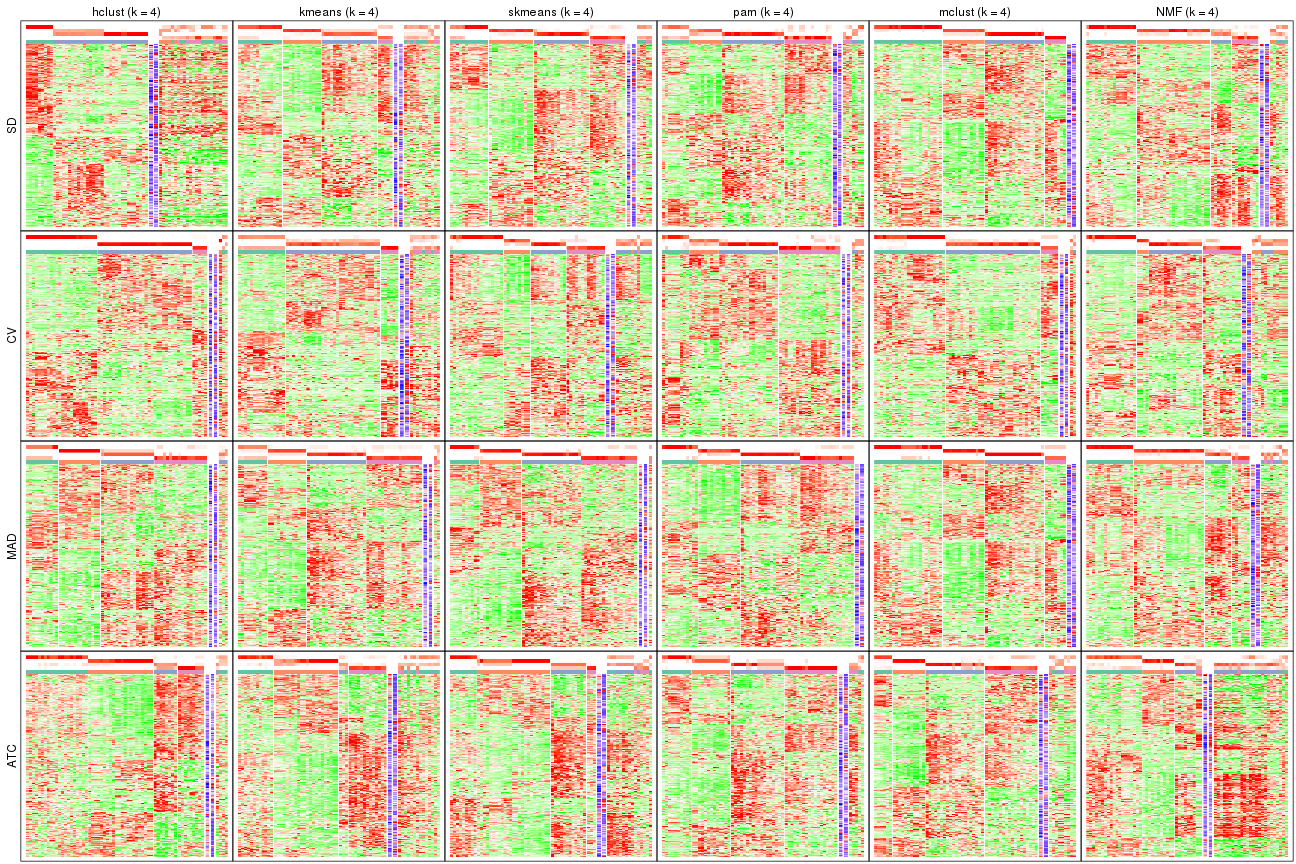 hclust (k = 4) kmeans (k = 4) skmeans (k = 4) pam (k = 4) mclust (k = 4) NMF (k = 4)
SD
CV
MAD
ATC